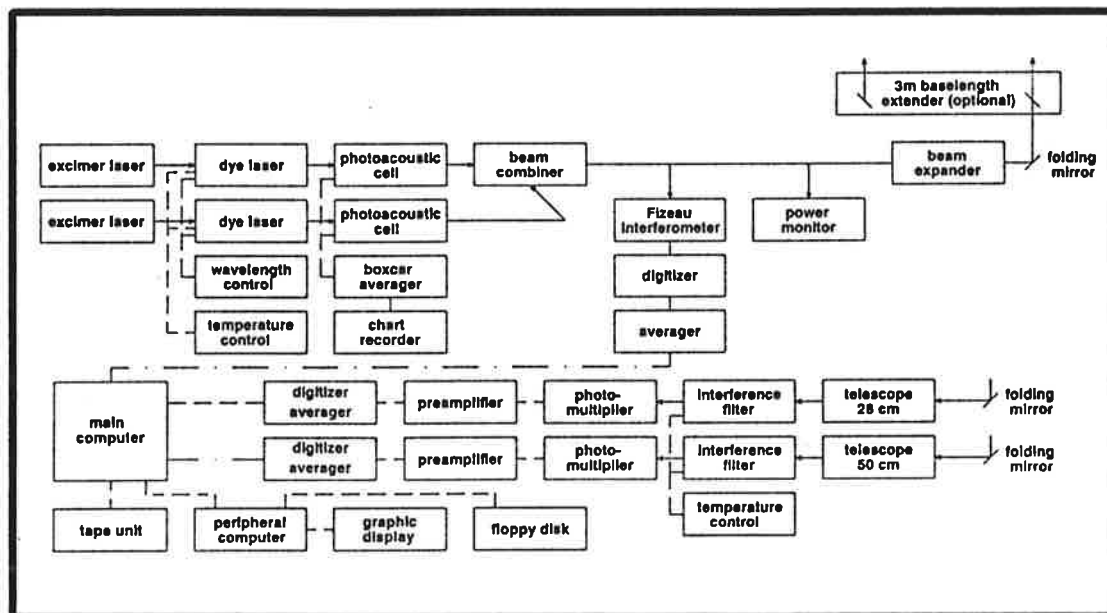 3m baselength
extender (optional)
excimer laser
dye laser
photoacoustic
cell
beam
combiner
beam
expander
folding
mirror
excimer laser
dye laser
photoacoustic
cell
Fizeau
interferometer
power
monitor
wavelength
control
boxcar
averager
digitizer
temperature
control
chart
recorder
averager
main
computer
digitizer
averager
preamplifier
photo-
multiplier
interference
filter
telescope
28 cm
folding
mirror
digitizer
averager
preamplifier
photo-
multiplier
interference
filter
telescope
50 cm
folding
mirror
tape unit
peripheral
computer
graphic
display
floppy disk
temperature
control